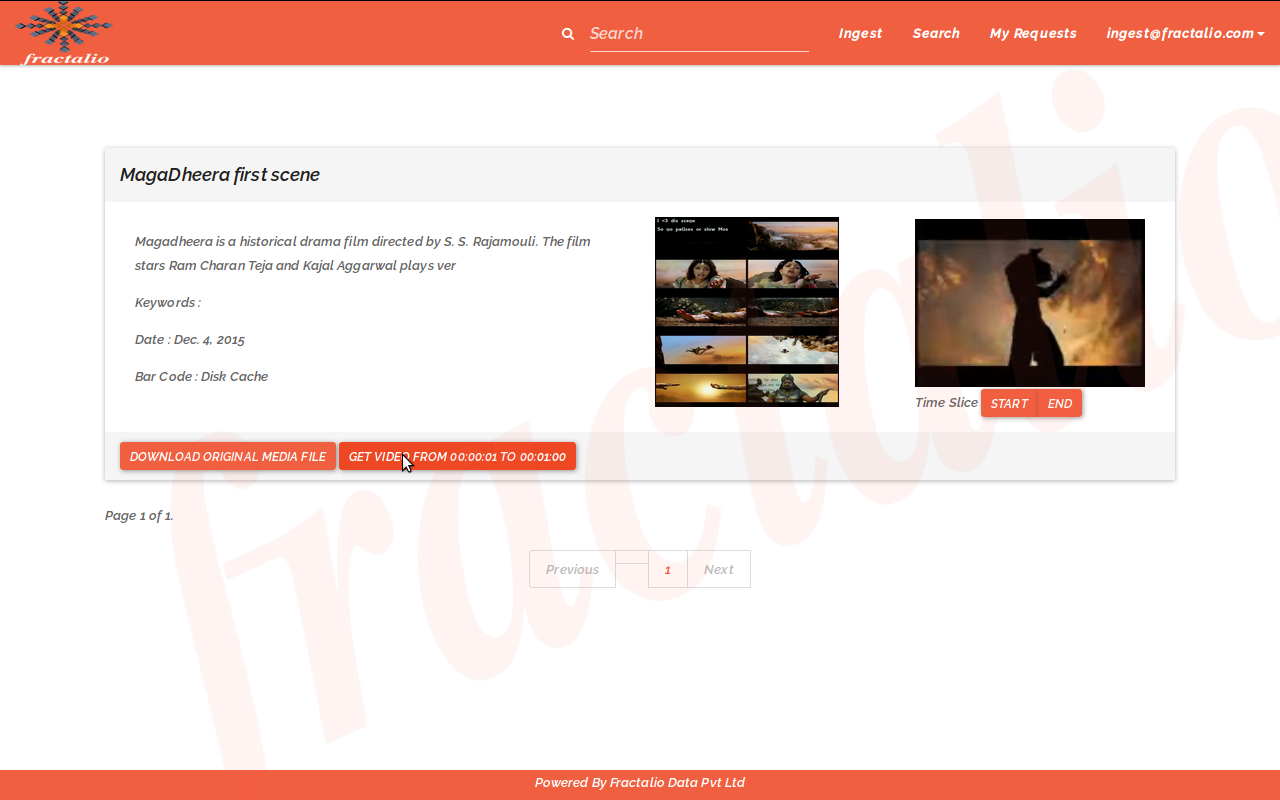 fractalio
Search
Ingest
Search
My Requests
ingest@fractalio.com
MagaDheera first scene
Magadheera is a historical drama film directed by S. S. Rajamouli. The film
stars Ram Charan Teja and Kajal Aggarwal plays ver
Keywords :
Date : Dec. 4, 2015
Bar Code : Disk Cache
I <3 dis scene
So no paUses or slow Mos
Time Slice
START
END
DOWNLOAD ORIGINAL MEDIA FILE
GET VIDEO FROM 00:00:01 TO 00:01:00
Page 1 of 1.
Previous
1
Next
fractalio
Powered By Fractalio Data Pvt Ltd